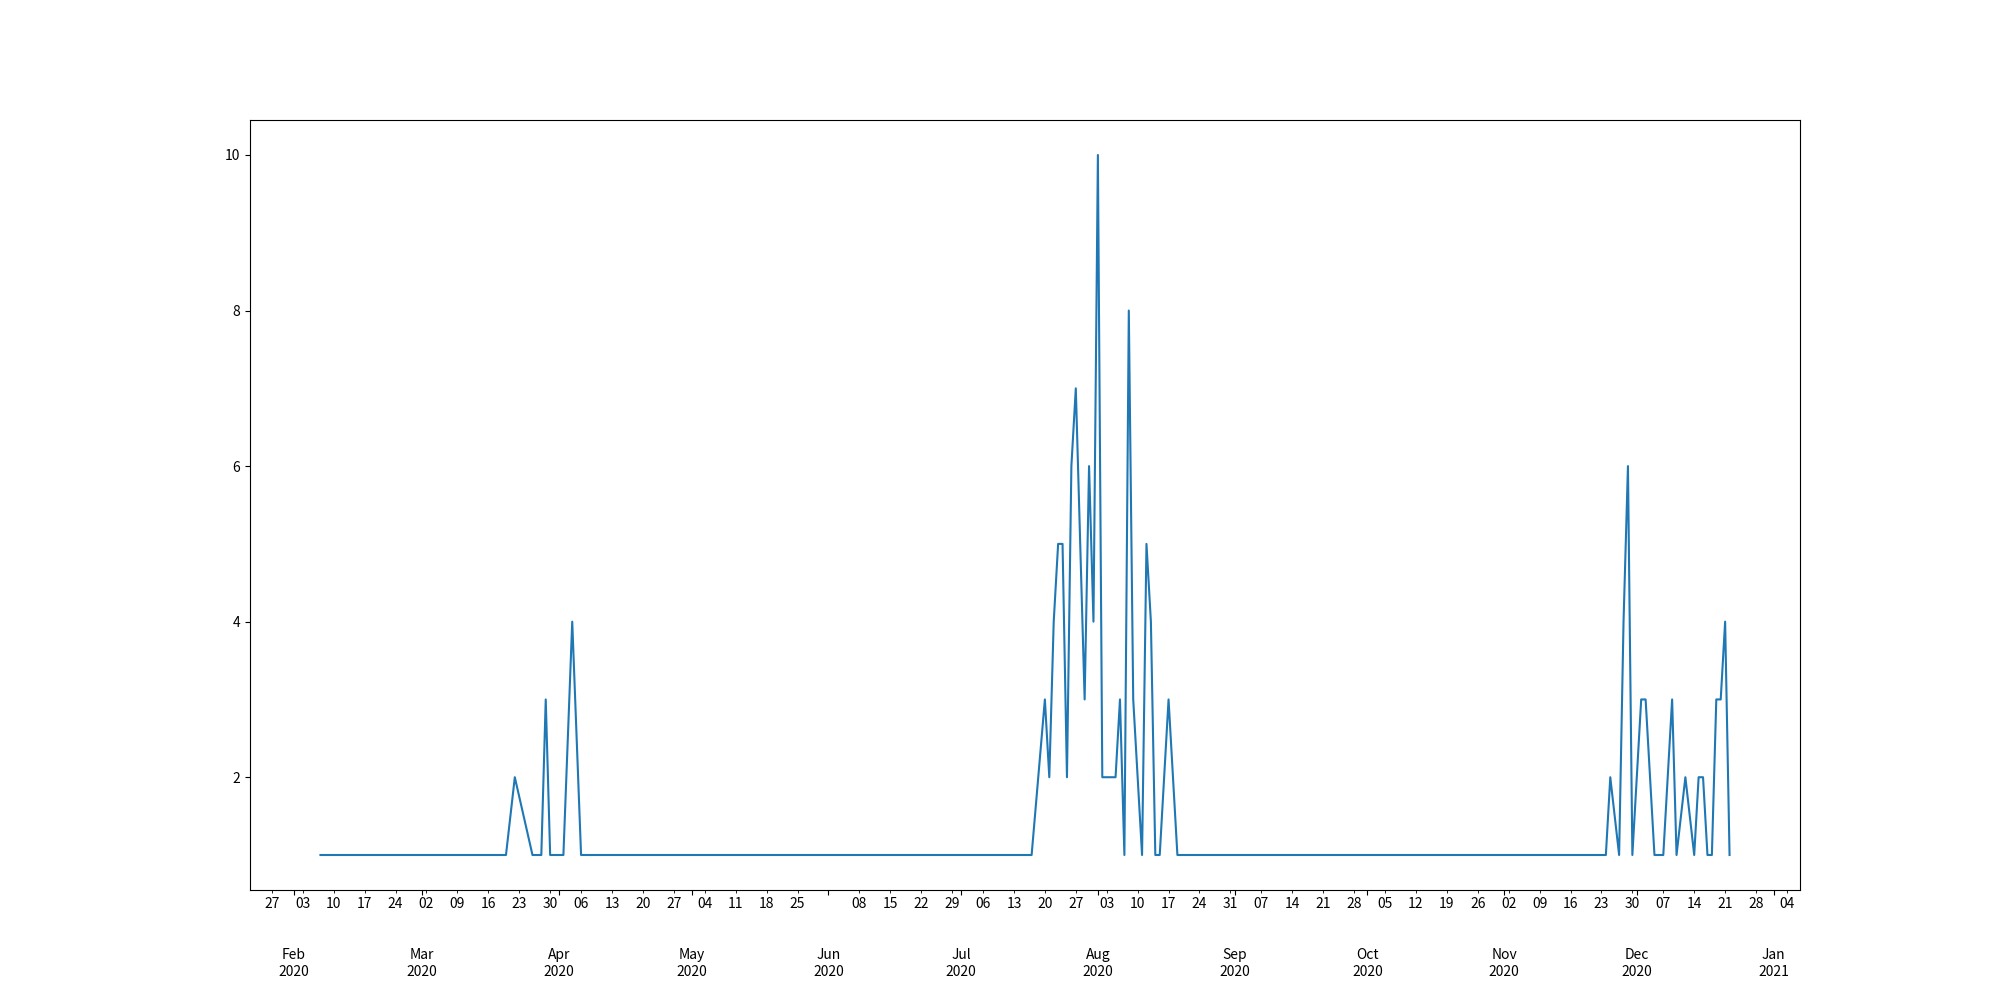 10
8
6
4
2
27 03 10 17 24 02 09 16 23 30 06 13 20 27 04 11 18 25 08 15 22 29 06 13 20 27 03 10 17 24 31 07 14 21 28 05 12 19 26 02 09 16 23 30 07 14 21 28 04
Feb Mar Apr May Jun Jul Aug Sep Oct Nov Dec Jan
2020 2020 2020 2020 2020 2020 2020 2020 2020 2020 2020 2021